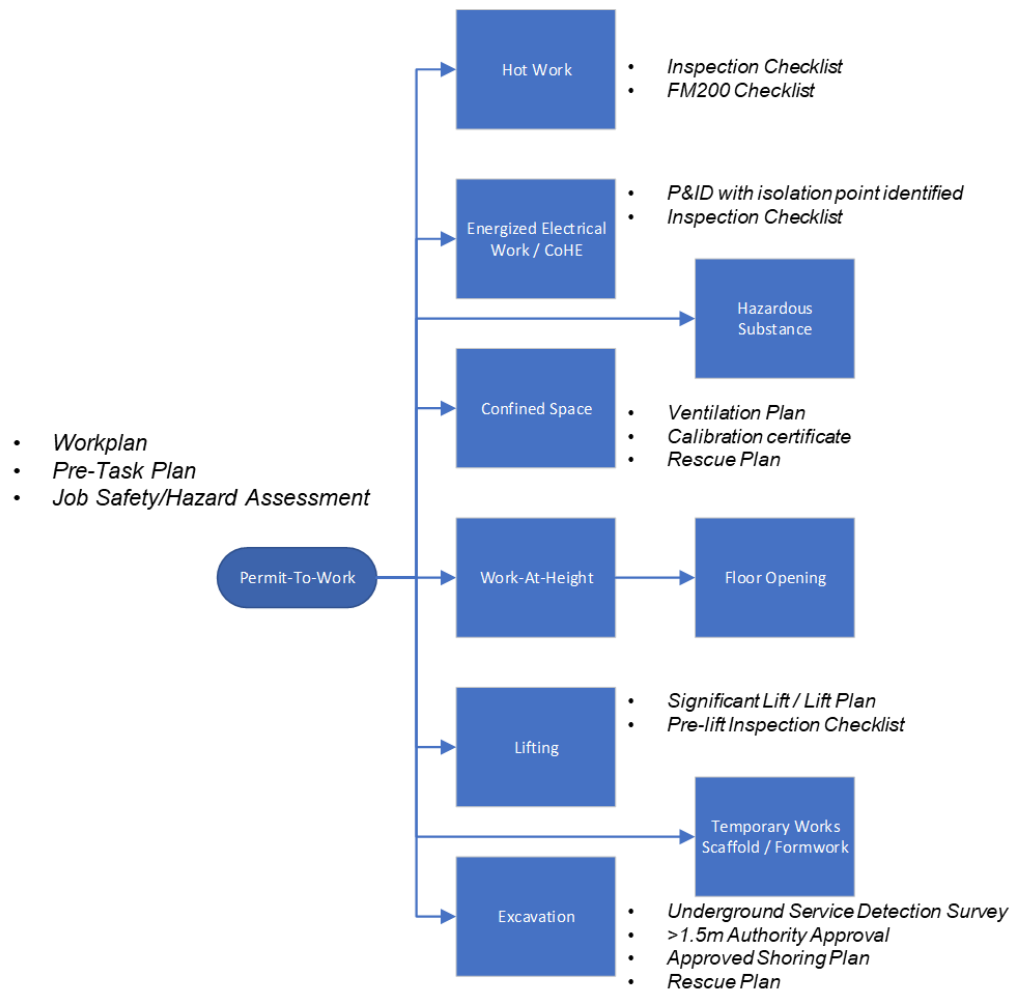 Hot Work
• Inspection Checklist
• FM200 Checklist
Energized Electrical
Work / CoHE
• P&ID with isolation point identified
• Inspection Checklist
Hazardous
Substance
Confined Space
• Ventilation Plan
• Calibration certificate
• Rescue Plan
• Workplan
• Pre-Task Plan
• Job Safety/Hazard Assessment
Permit-To-Work
Work-At-Height
Floor Opening
Lifting
• Significant Lift / Lift Plan
• Pre-lift Inspection Checklist
Temporary Works
Scaffold / Formwork
Excavation
• Underground Service Detection Survey
• >1.5m Authority Approval
• Approved Shoring Plan
• Rescue Plan